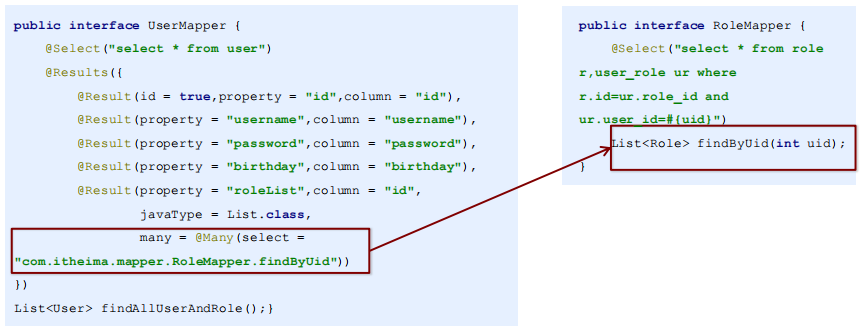 public interface UserMapper {
@Select("select * from user")
@Results({
@Result(id = true,property = "id",column = "id"),
@Result(property = "username",column = "username"),
@Result(property = "password",column = "password"),
@Result(property = "birthday",column = "birthday"),
@Result(property = "roleList",column = "id",
javaType = List.class,
many = @Many(select =
"com.itheima.mapper.RoleMapper.findByUid"))
})
List<User> findAllUserAndRole();}
public interface RoleMapper {
@Select("select * from role
r,user_role ur where
r.id=ur.role_id and
ur.user_id=#{uid}")
List<Role> findByUid(int uid);
}